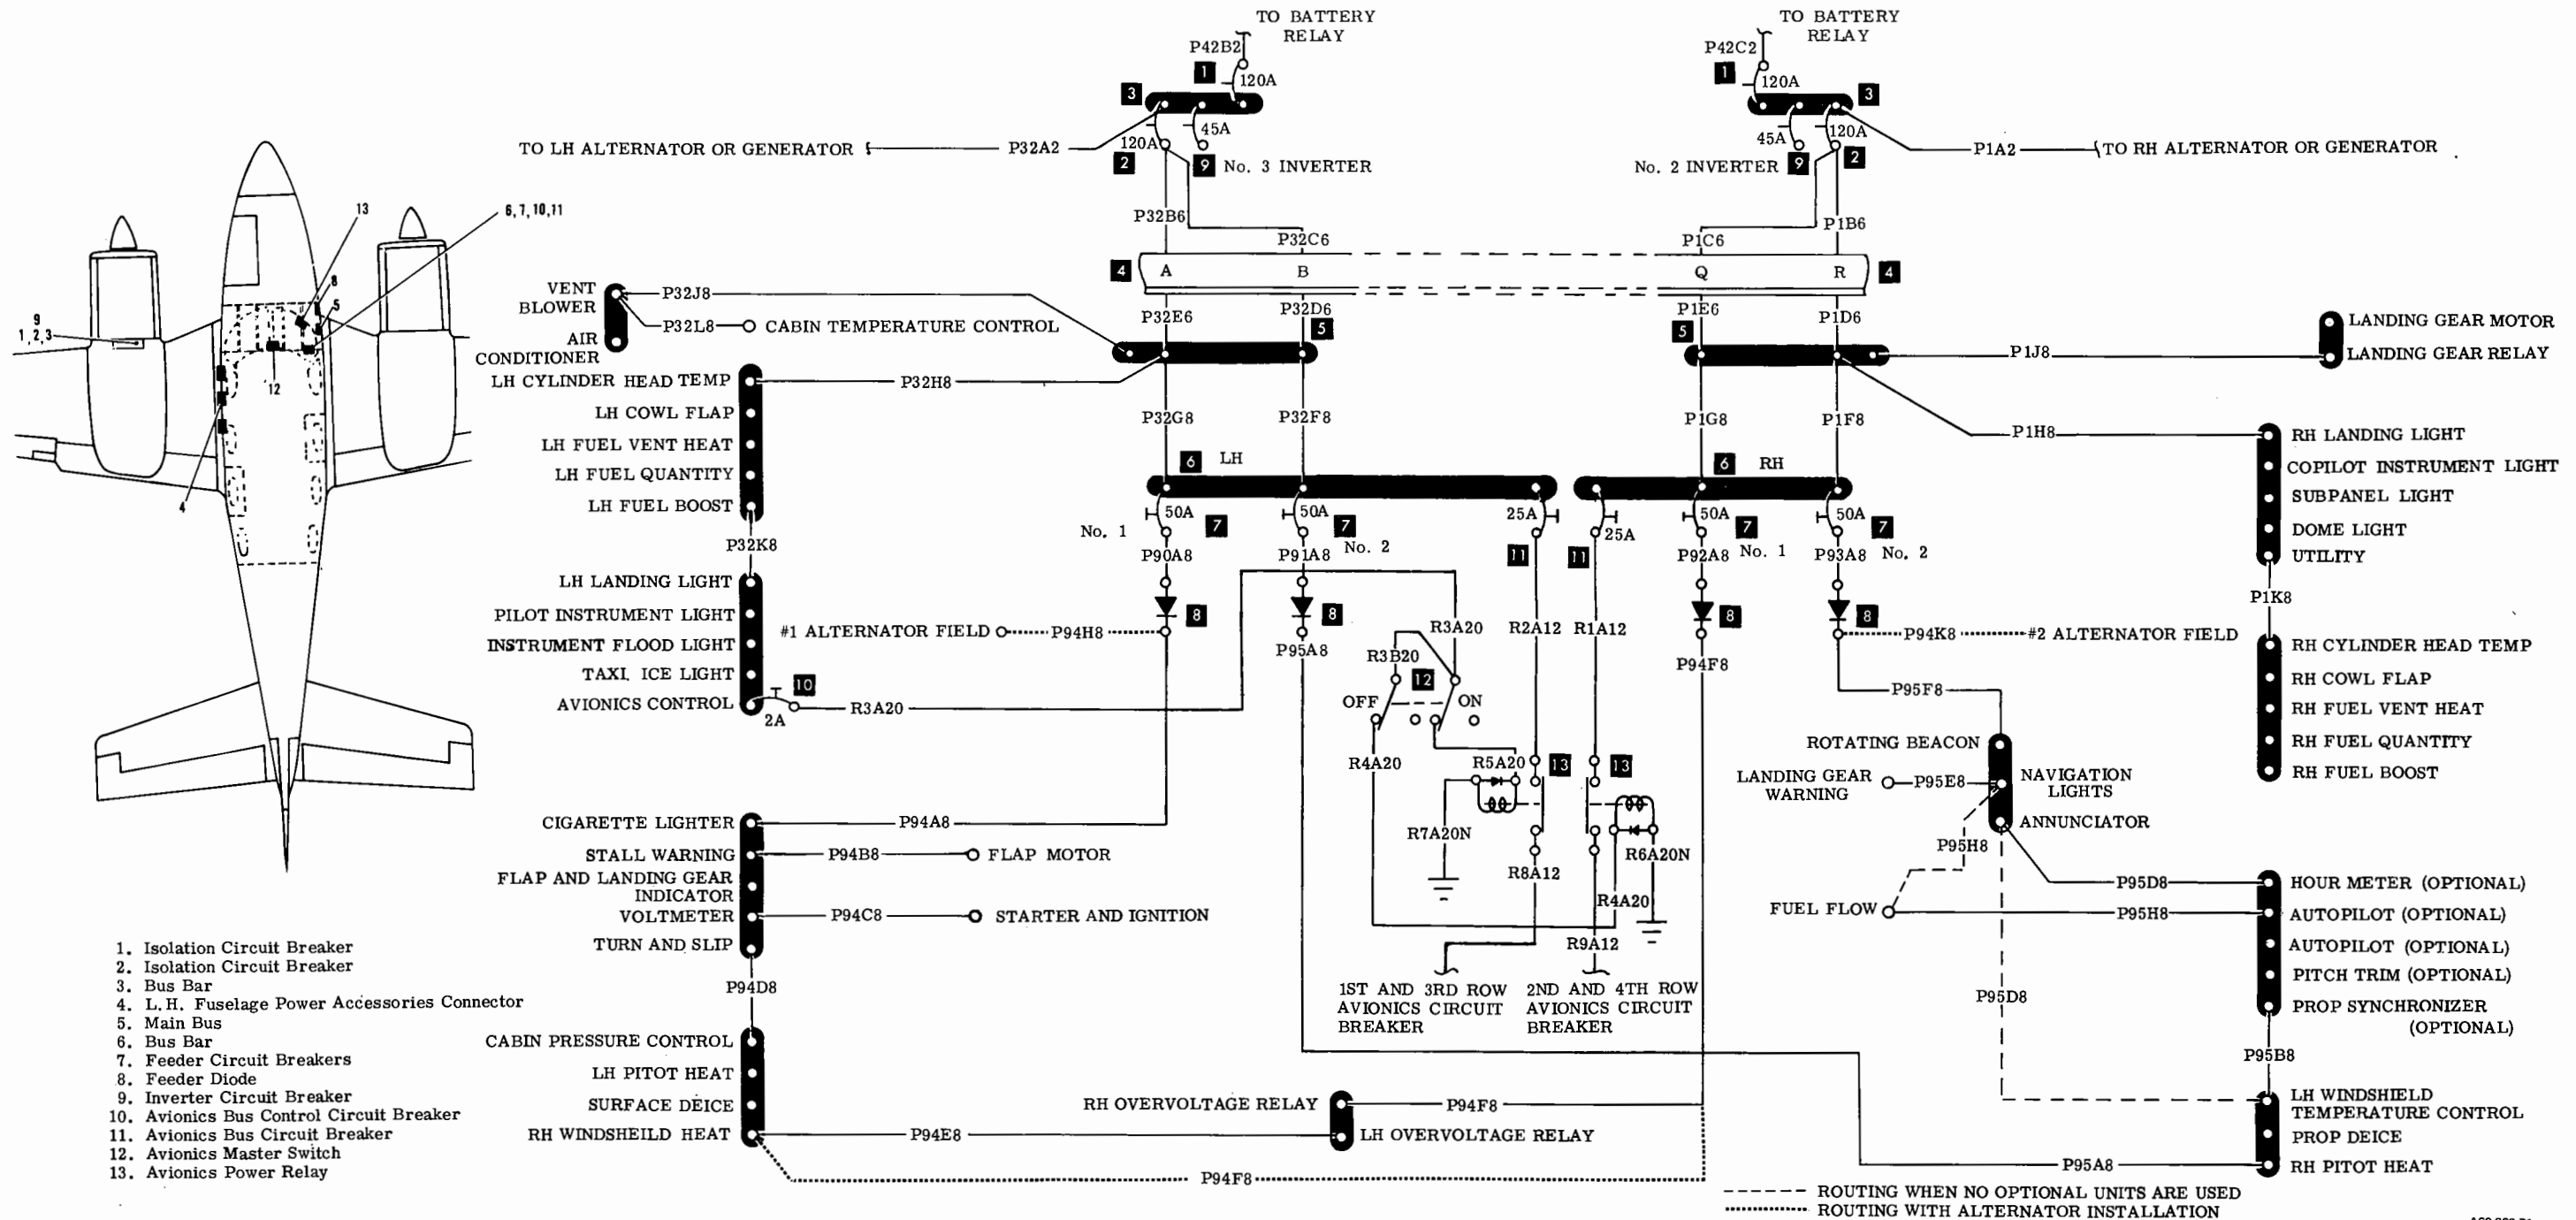 TO BATTERY
RELAY
P42B2
1
120A
3
TO LH ALTERNATOR OR GENERATOR
P32A2
120A
45A
2
9
No. 3 INVERTER
TO BATTERY
RELAY
P42C2
1
120A
3
45A
120A
No. 2 INVERTER
9
2
P1A2
TO RH ALTERNATOR OR GENERATOR
13
6, 7, 10, 11
8
5
9
1, 2, 3
12
4
P32B6
P32C6
P1C6
P1B6
4
A
B
Q
R
4
P32E6
P32D6
P1E6
P1D6
5
5
VENT
BLOWER
P32J8
P32L8
CABIN TEMPERATURE CONTROL
AIR
CONDITIONER
LANDING GEAR MOTOR
P1J8
LANDING GEAR RELAY
LH CYLINDER HEAD TEMP
P32H8
LH COWL FLAP
LH FUEL VENT HEAT
LH FUEL QUANTITY
LH FUEL BOOST
P32K8
LH LANDING LIGHT
PILOT INSTRUMENT LIGHT
INSTRUMENT FLOOD LIGHT
TAXI, ICE LIGHT
AVIONICS CONTROL
10
2A
R3A20
P32G8
P32F8
P1G8
P1F8
P1H8
6
LH
6
RH
No. 1
50A
7
50A
7
No. 2
25A
11
11
25A
50A
7
No. 1
50A
7
No. 2
P90A8
P91A8
P92A8
P93A8
8
8
8
8
#1 ALTERNATOR FIELD
P94H8
P95A8
R3A20
R3B20
R2A12
R1A12
P94F8
P94K8
#2 ALTERNATOR FIELD
RH LANDING LIGHT
COPILOT INSTRUMENT LIGHT
SUBPANEL LIGHT
DOME LIGHT
UTILITY
P1K8
RH CYLINDER HEAD TEMP
RH COWL FLAP
RH FUEL VENT HEAT
RH FUEL QUANTITY
RH FUEL BOOST
12
OFF
ON
R4A20
R5A20
13
13
R7A20N
R8A12
R6A20N
R4A20
R9A12
1ST AND 3RD ROW
AVIONICS CIRCUIT
BREAKER
2ND AND 4TH ROW
AVIONICS CIRCUIT
BREAKER
P95F8
ROTATING BEACON
LANDING GEAR
WARNING
P95E8
NAVIGATION
LIGHTS
ANNUNCIATOR
P95H8
P95D8
FUEL FLOW
P95H8
P95D8
HOUR METER (OPTIONAL)
AUTOPILOT (OPTIONAL)
AUTOPILOT (OPTIONAL)
PITCH TRIM (OPTIONAL)
PROP SYNCHRONIZER
(OPTIONAL)
P95B8
LH WINDSHIELD
TEMPERATURE CONTROL
PROP DEICE
RH PITOT HEAT
P95A8
CIGARETTE LIGHTER
P94A8
STALL WARNING
P94B8
FLAP MOTOR
FLAP AND LANDING GEAR
INDICATOR
VOLTMETER
P94C8
STARTER AND IGNITION
TURN AND SLIP
P94D8
CABIN PRESSURE CONTROL
LH PITOT HEAT
SURFACE DEICE
RH WINDSHEILD HEAT
P94E8
RH OVERVOLTAGE RELAY
P94F8
LH OVERVOLTAGE RELAY
P94F8
1. Isolation Circuit Breaker
2. Isolation Circuit Breaker
3. Bus Bar
4. L.H. Fuselage Power Accessories Connector
5. Main Bus
6. Bus Bar
7. Feeder Circuit Breakers
8. Feeder Diode
9. Inverter Circuit Breaker
10. Avionics Bus Control Circuit Breaker
11. Avionics Bus Circuit Breaker
12. Avionics Master Switch
13. Avionics Power Relay
ROUTING WHEN NO OPTIONAL UNITS ARE USED
ROUTING WITH ALTERNATOR INSTALLATION